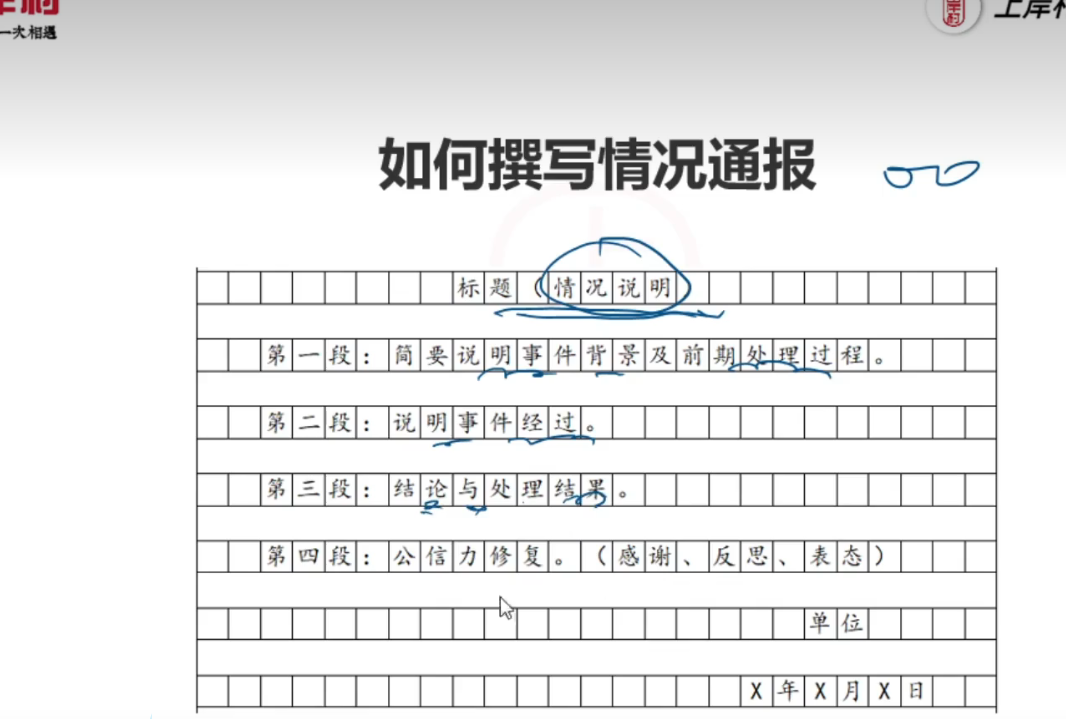 一次相遇
上岸村
如何撰写情况通报
标题（情况说明
第一段：简要说明事件背景及前期处理过程。
第二段：说明事件经过。
第三段：结论与处理结果。
第四段：公信力修复。（感谢、反思、表态）
单位
X年X月X日